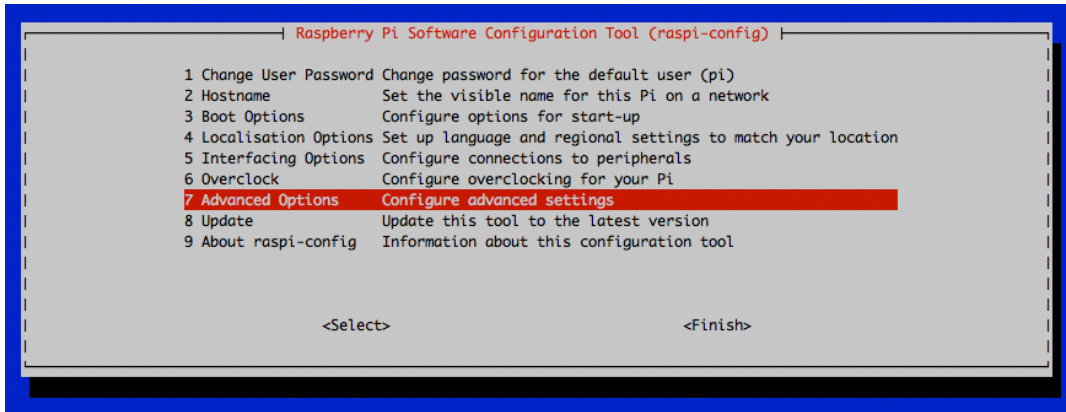 Raspberry Pi Software Configuration Tool (raspi-config)
1 Change User Password Change password for the default user (pi)
2 Hostname Set the visible name for this Pi on a network
3 Boot Options Configure options for start-up
4 Localisation Options Set up language and regional settings to match your location
5 Interfacing Options Configure connections to peripherals
6 Overclock Configure overclocking for your Pi
7 Advanced Options Configure advanced settings
8 Update Update this tool to the latest version
9 About raspi-config Information about this configuration tool
<Select> <Finish>